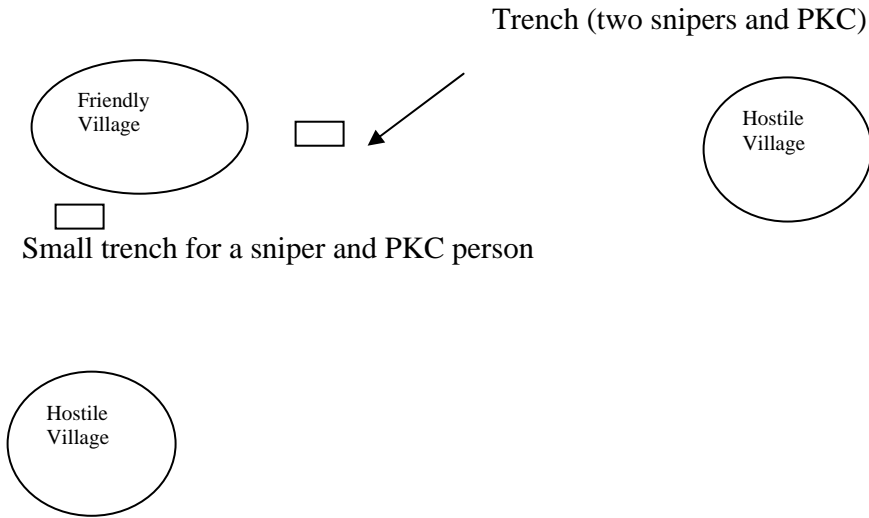 Trench (two snipers and PKC)
Friendly
Village
Hostile
Village
Small trench for a sniper and PKC person
Hostile
Village